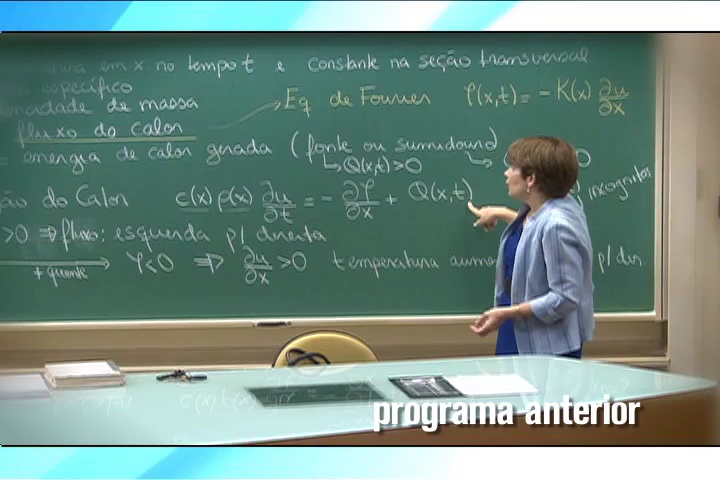 em x no tempo t e constante na seção transversal
específico
densidade de massa
fluxo do calor → Eq de Fourier φ(x,t) = -K(x) ∂u/∂x
= energia de calor gerada (fonte ou sumidouro)
↳ Q(x,t)>0 0
do Calor c(x) ρ(x) ∂u/∂t = - ∂φ/∂x + Q(x,t) incognitas
>0 ⇒ fluxo: esquerda p/ direita
+ quente φ<0 ⇒ ∂u/∂x >0 temperatura p/ dir
programa anterior